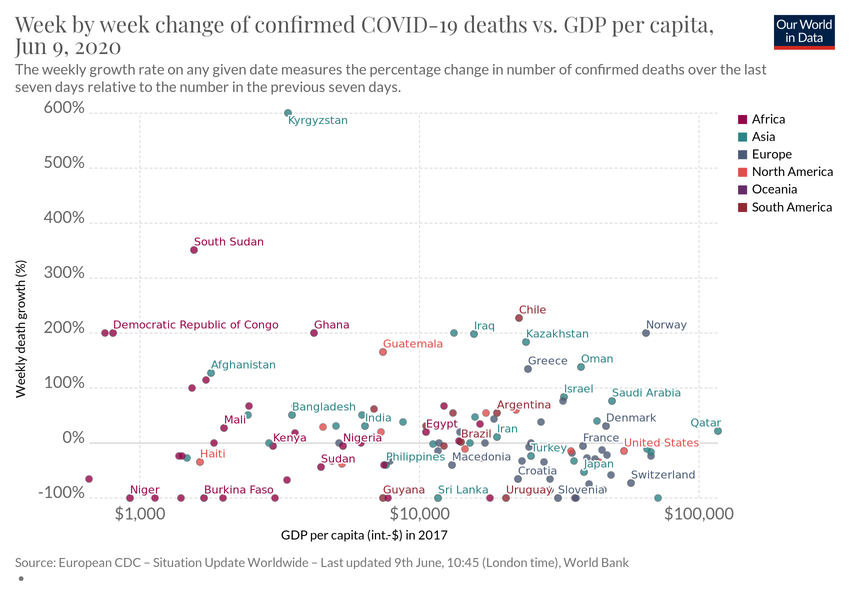 Week by week change of confirmed COVID-19 deaths vs. GDP per capita,
Jun 9, 2020
Our World
in Data
The weekly growth rate on any given date measures the percentage change in number of confirmed deaths over the last
seven days relative to the number in the previous seven days.
600%
Kyrgyzstan
Africa
Asia
Europe
North America
Oceania
South America
500%
400%
South Sudan
300%
Chile
200%
Democratic Republic of Congo
Ghana
Iraq
Kazakhstan
Norway
Guatemala
Greece
Oman
Afghanistan
100%
Israel
Saudi Arabia
Bangladesh
Argentina
Mali
India
Egypt
Denmark
Qatar
Iran
Brazil
0%
Kenya
Nigeria
France
United States
Turkey
Haiti
Sudan
Philippines
Macedonia
Japan
Croatia
Switzerland
-100%
Niger
Burkina Faso
Guyana
Sri Lanka
Uruguay
Slovenia
$1,000
$10,000
$100,000
Weekly death growth (%)
GDP per capita (int.-$) in 2017
Source: European CDC – Situation Update Worldwide – Last updated 9th June, 10:45 (London time), World Bank